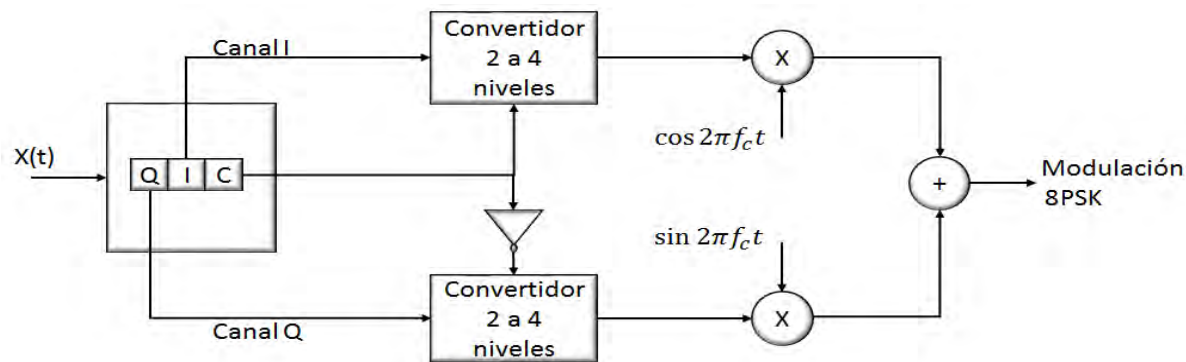 Canal I
Convertidor
2 a 4
niveles
X
cos 2πf_c t
X(t)
Q I C
+
Modulación
8PSK
sin 2πf_c t
Convertidor
2 a 4
niveles
X
Canal Q